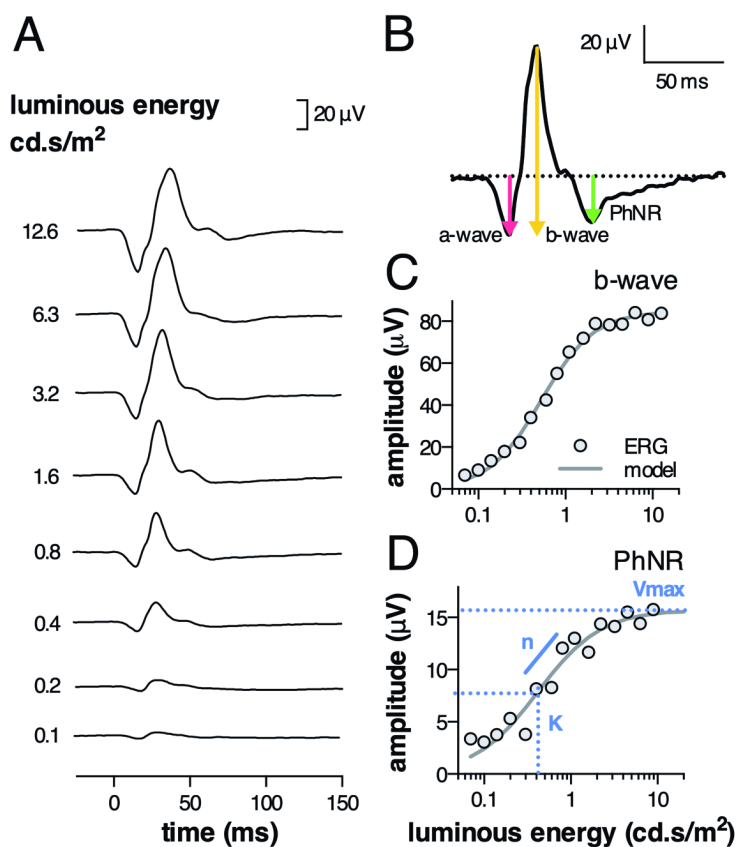 A
luminous energy
cd.s/m²
20 µV
12.6
6.3
3.2
1.6
0.8
0.4
0.2
0.1
0
50
100
150
time (ms)
B
20 µV
50 ms
a-wave
b-wave
PhNR
C
b-wave
amplitude (µV)
80
60
40
20
0
ERG
model
0.1
1
10
D
PhNR
Vmax
amplitude (µV)
15
10
5
0
n
K
0.1
1
10
luminous energy (cd.s/m²)